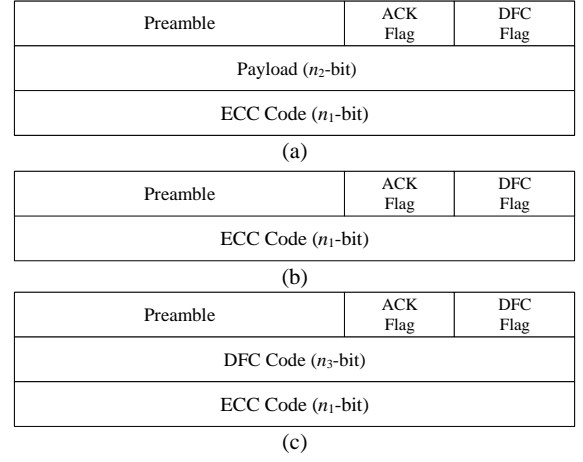 Preamble
ACK
Flag
DFC
Flag
Payload (n2-bit)
ECC Code (n1-bit)
(a)
Preamble
ACK
Flag
DFC
Flag
ECC Code (n1-bit)
(b)
Preamble
ACK
Flag
DFC
Flag
DFC Code (n3-bit)
ECC Code (n1-bit)
(c)